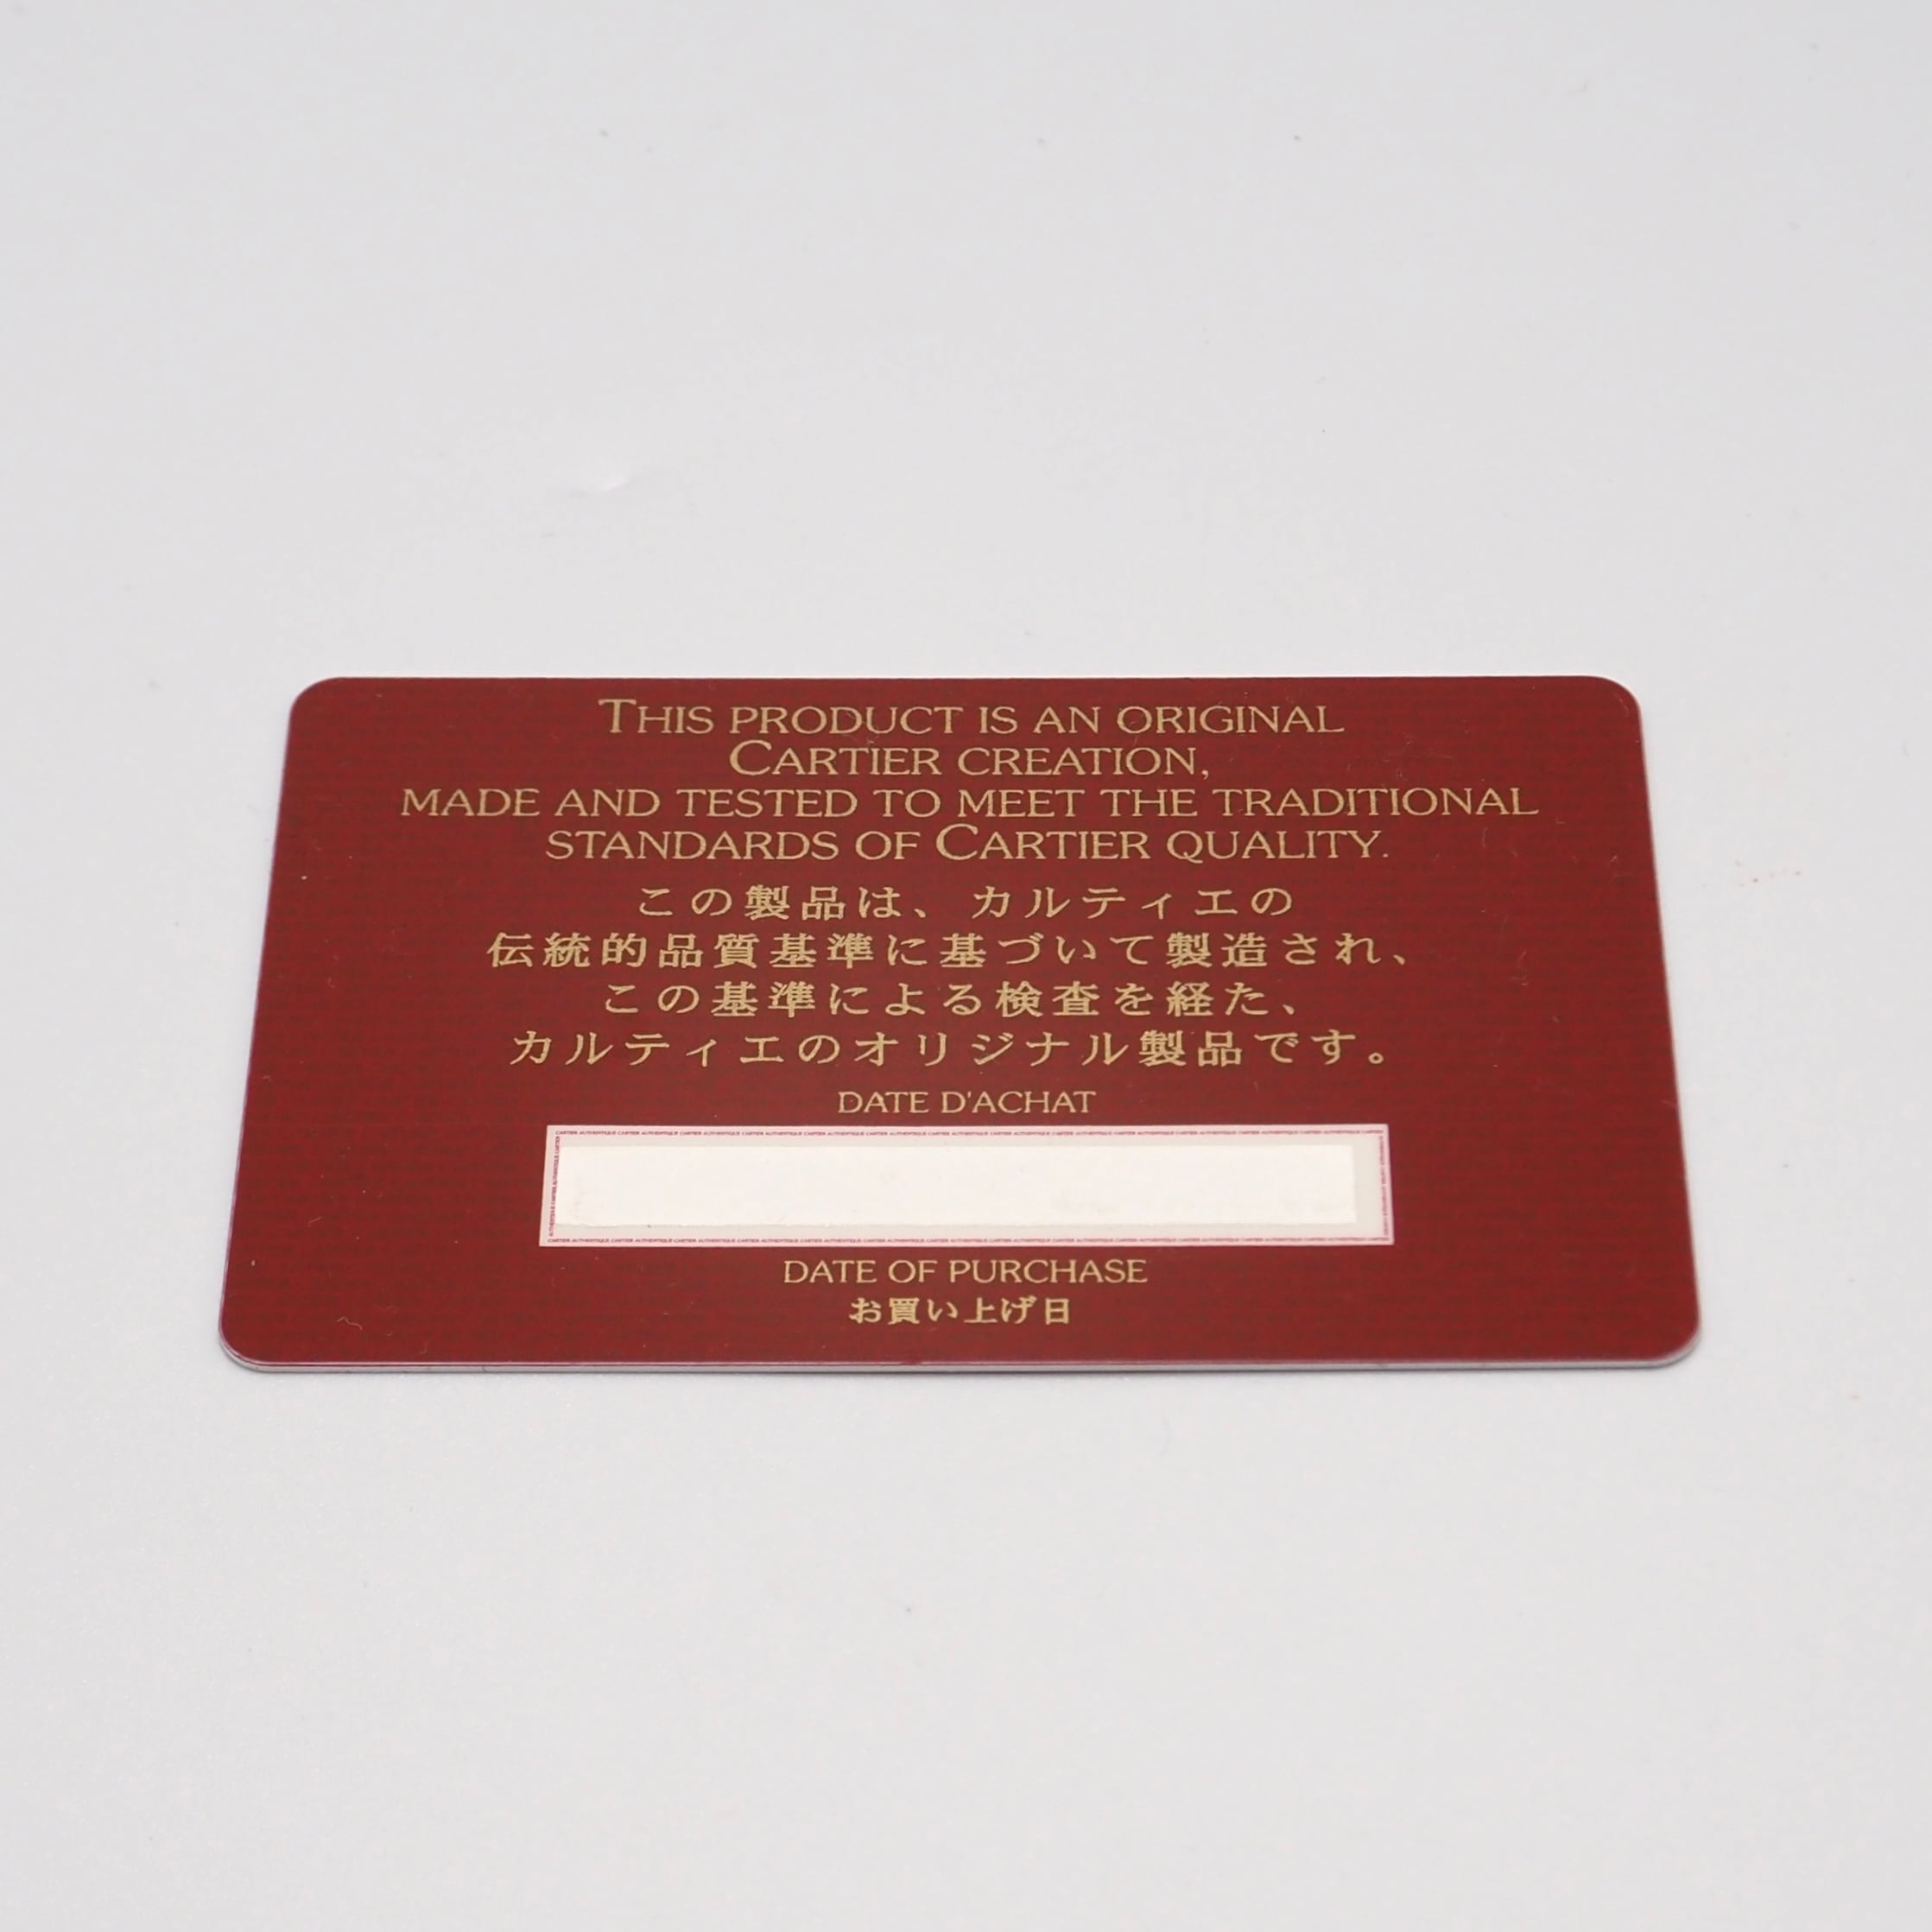 THIS PRODUCT IS AN ORIGINAL
CARTIER CREATION,
MADE AND TESTED TO MEET THE TRADITIONAL
STANDARDS OF CARTIER QUALITY.
この製品は、カルティエの
伝統的品質基準に基づいて製造され、
この基準による検査を経た、
カルティエのオリジナル製品です。
DATE D'ACHAT
DATE OF PURCHASE
お買い上げ日